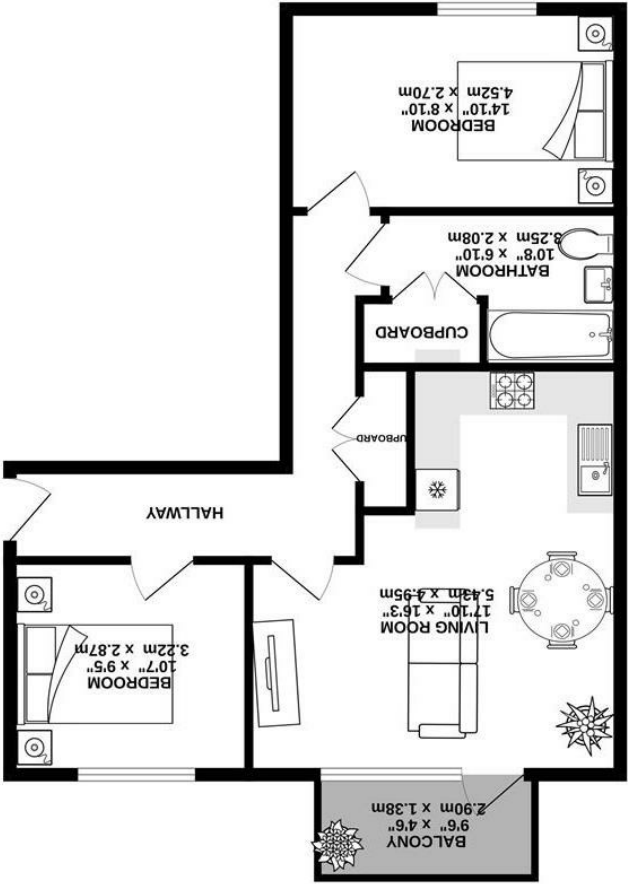 BALCONY
9'6" x 4'6"
2.90m x 1.38m
BEDROOM
10'7" x 9'5"
3.22m x 2.87m
LIVING ROOM
17'10" x 16'3"
5.43m x 4.95m
HALLWAY
UPBOARD
CUPBOARD
BATHROOM
10'8" x 6'10"
3.25m x 2.08m
BEDROOM
14'10" x 8'10"
4.52m x 2.70m